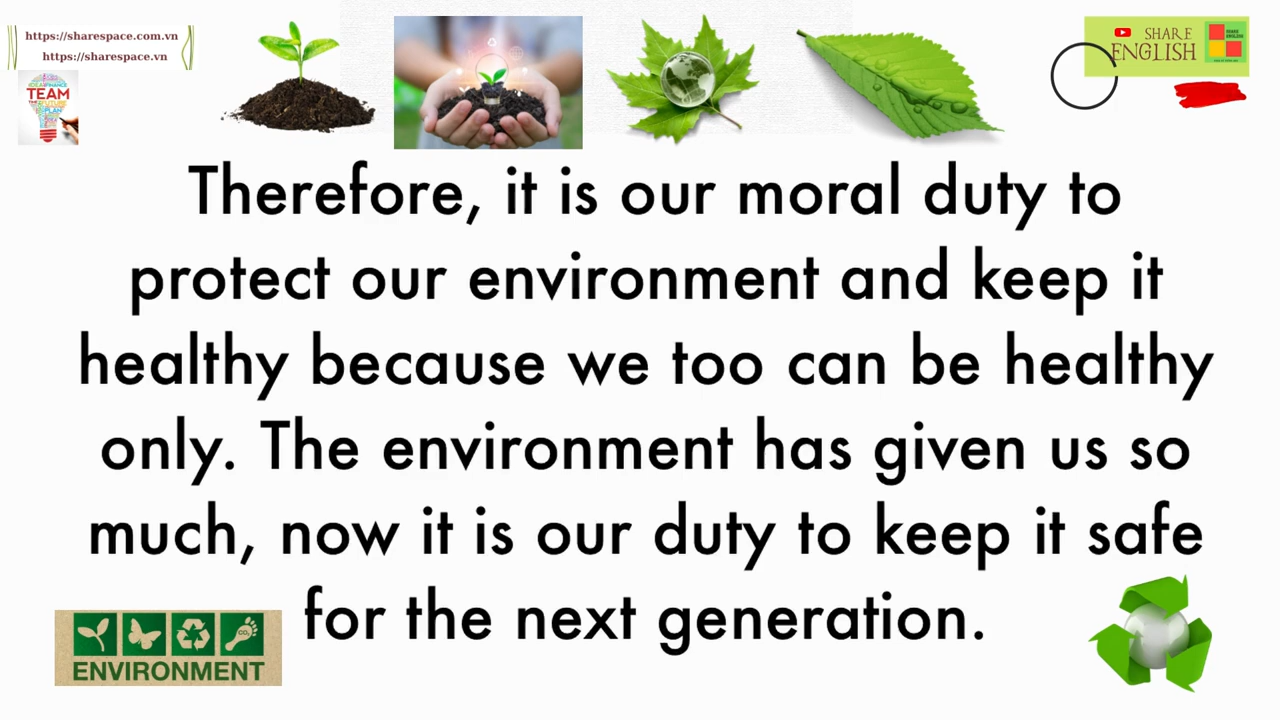 https://sharespace.com.vn
https://sharespace.vn
SHARE
ENGLISH
TEAM
PLAN
Therefore, it is our moral duty to
protect our environment and keep it
healthy because we too can be healthy
only. The environment has given us so
much, now it is our duty to keep it safe
for the next generation.
CO₂
ENVIRONMENT